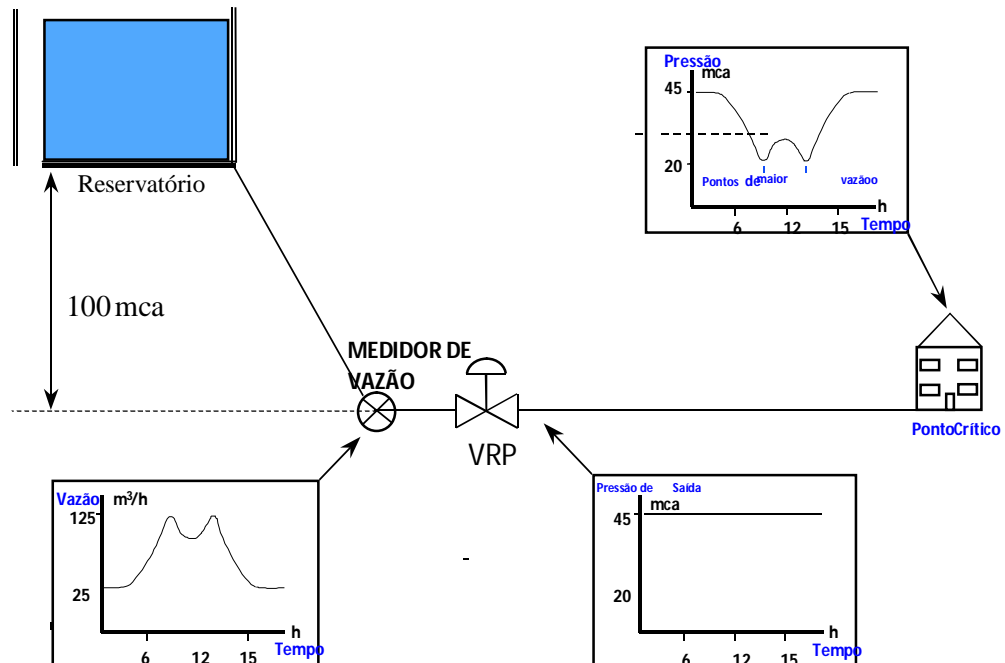 Pressão
mca
45
20
Pontos de maior vazãoo
h
6 12 15
Tempo
Reservatório
100 mca
MEDIDOR DE
VAZÃO
VRP
PontoCrítico
Vazão m³/h
125
25
h
Tempo
6 12 15
Pressão de Saída
mca
45
20
h
Tempo
6 12 15